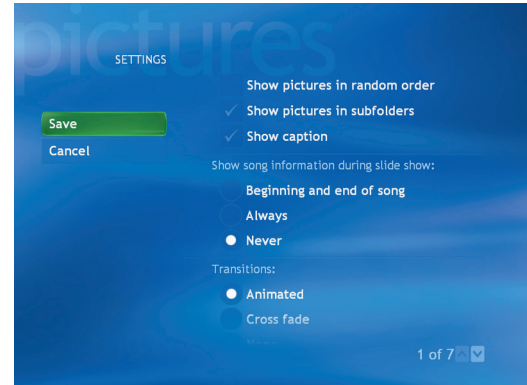 pictures
SETTINGS
Save
Cancel
Show pictures in random order
Show pictures in subfolders
Show caption
Show song information during slide show:
Beginning and end of song
Always
Never
Transitions:
Animated
Cross fade
1 of 7